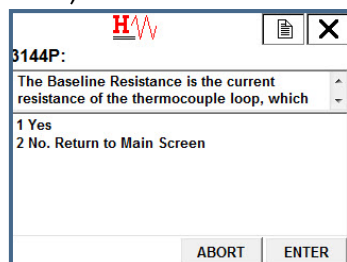 H
3144P:
The Baseline Resistance is the current
resistance of the thermocouple loop, which
1 Yes
2 No. Return to Main Screen
ABORT
ENTER